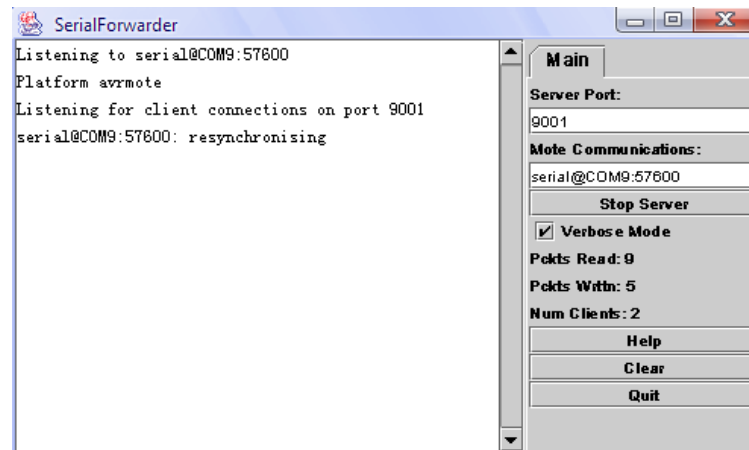 SerialForwarder
Listening to serial@COM9:57600
Platform avrmote
Listening for client connections on port 9001
serial@COM9:57600: resynchronising
Main
Server Port:
9001
Mote Communications:
serial@COM9:57600
Stop Server
Verbose Mode
Pckts Read: 9
Pckts Wrttn: 5
Num Clients: 2
Help
Clear
Quit